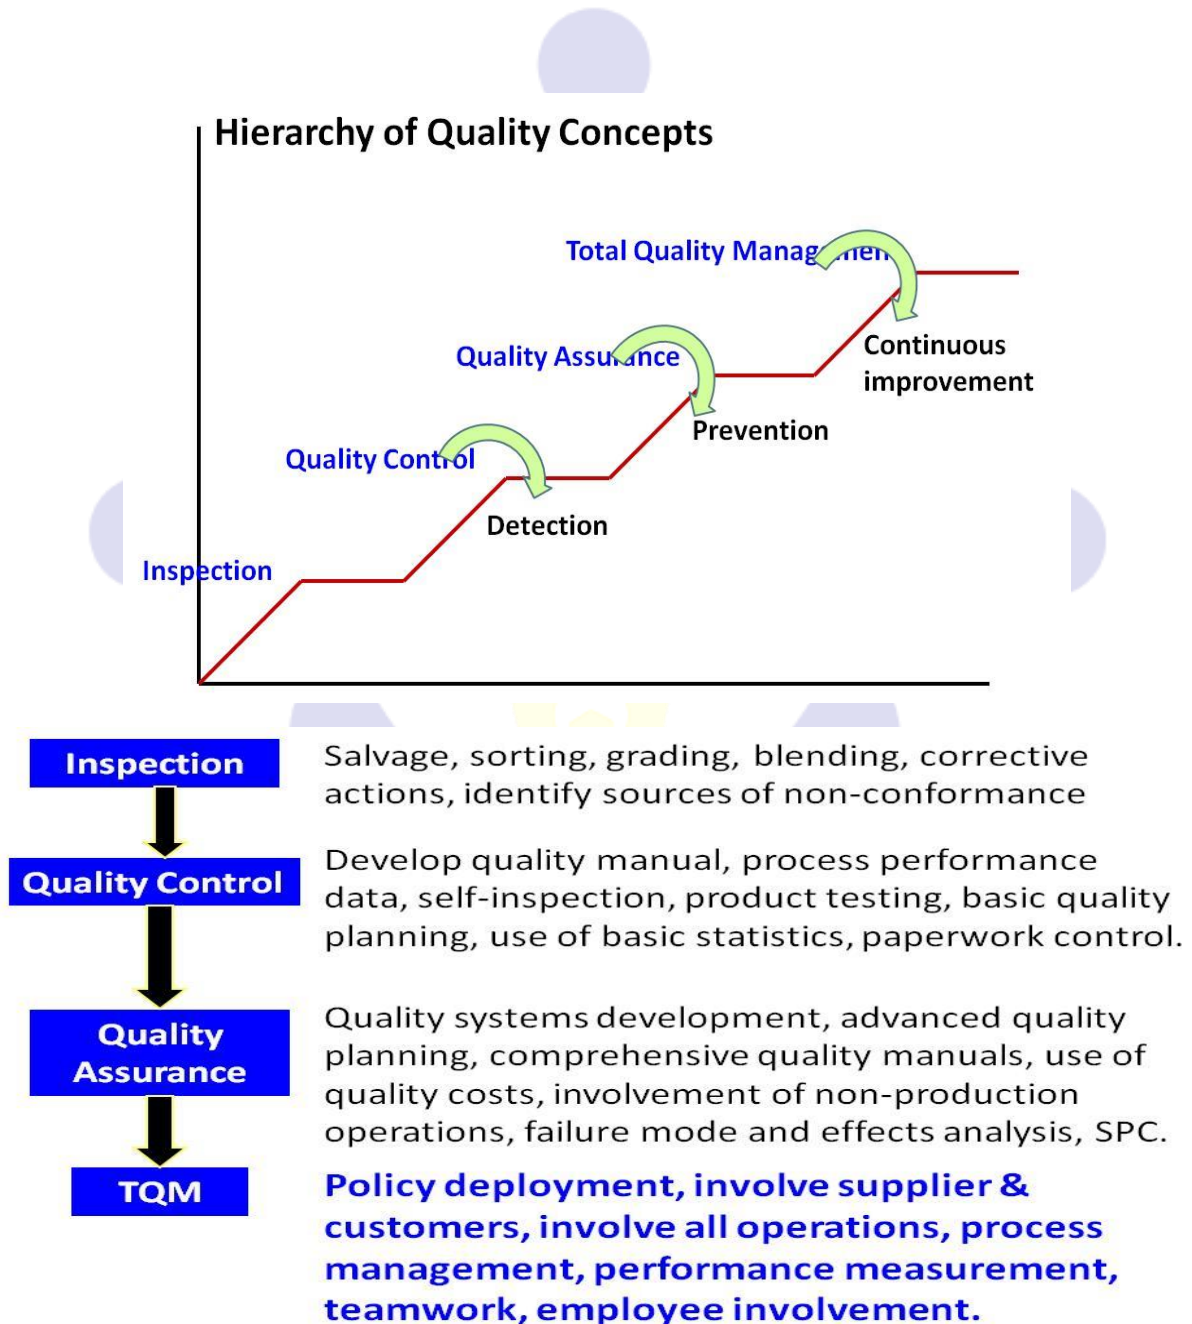 Hierarchy of Quality Concepts
Total Quality Management
Continuous
improvement
Quality Assurance
Prevention
Quality Control
Detection
Inspection
Inspection
Salvage, sorting, grading, blending, corrective
actions, identify sources of non-conformance
Quality Control
Develop quality manual, process performance
data, self-inspection, product testing, basic quality
planning, use of basic statistics, paperwork control.
Quality
Assurance
Quality systems development, advanced quality
planning, comprehensive quality manuals, use of
quality costs, involvement of non-production
operations, failure mode and effects analysis, SPC.
TQM
Policy deployment, involve supplier &
customers, involve all operations, process
management, performance measurement,
teamwork, employee involvement.